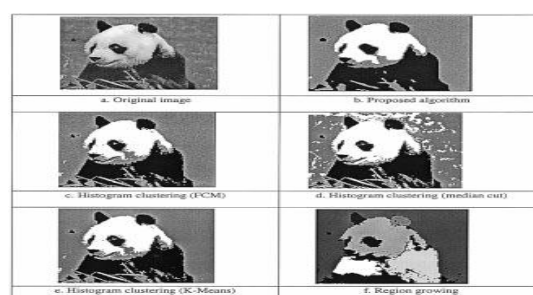 a. Original image
b. Proposed algorithm
c. Histogram clustering (FCM)
d. Histogram clustering (median cut)
e. Histogram clustering (K-Means)
f. Region growing